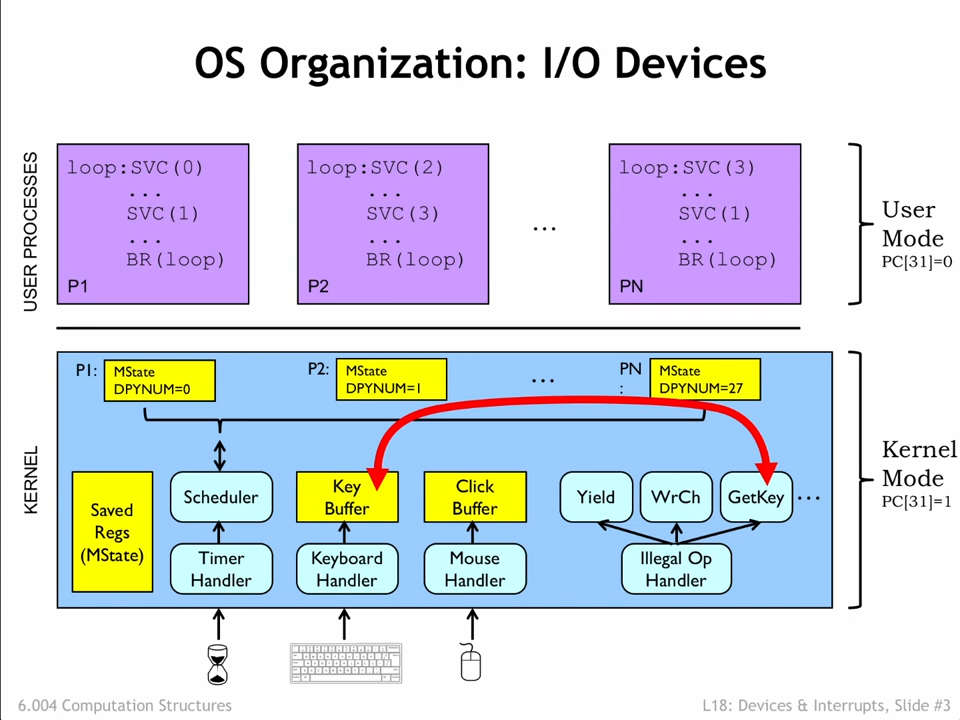 OS Organization: I/O Devices
USER PROCESSES
loop:SVC(0)
...
SVC(1)
...
BR(loop)
P1
loop:SVC(2)
...
SVC(3)
...
BR(loop)
P2
...
loop:SVC(3)
...
SVC(1)
...
BR(loop)
PN
User
Mode
PC[31]=0
KERNEL
P1:
MState
DPYNUM=0
P2:
MState
DPYNUM=1
...
PN
:
MState
DPYNUM=27
Saved
Regs
(MState)
Scheduler
Key
Buffer
Click
Buffer
Yield
WrCh
GetKey
...
Timer
Handler
Keyboard
Handler
Mouse
Handler
Illegal Op
Handler
Kernel
Mode
PC[31]=1
6.004 Computation Structures
L18: Devices & Interrupts, Slide #3